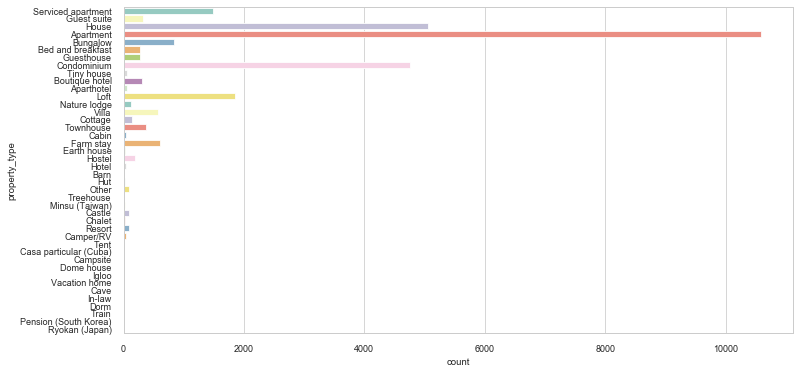 property_type
Serviced apartment
Guest suite
House
Apartment
Bungalow
Bed and breakfast
Guesthouse
Condominium
Tiny house
Boutique hotel
Aparthotel
Loft
Nature lodge
Villa
Cottage
Townhouse
Cabin
Farm stay
Earth house
Hostel
Hotel
Barn
Hut
Other
Treehouse
Minsu (Taiwan)
Castle
Chalet
Resort
Camper/RV
Tent
Casa particular (Cuba)
Campsite
Dome house
Igloo
Vacation home
Cave
In-law
Dorm
Train
Pension (South Korea)
Ryokan (Japan)
0 2000 4000 6000 8000 10000
count